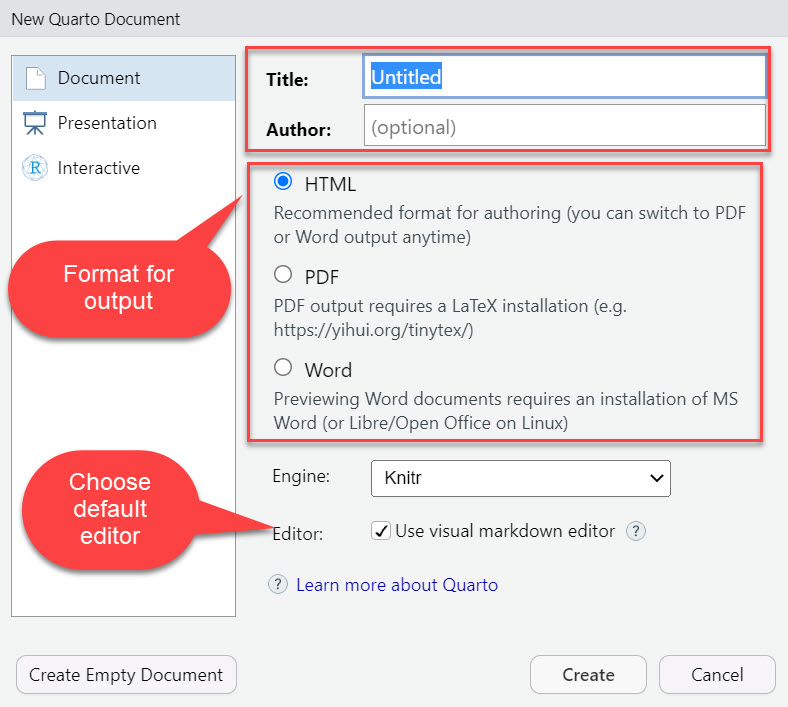 New Quarto Document
Document
Presentation
Interactive
Title:
Untitled
Author:
(optional)
HTML
Recommended format for authoring (you can switch to PDF
or Word output anytime)
PDF
PDF output requires a LaTeX installation (e.g.
https://yihui.org/tinytex/)
Word
Previewing Word documents requires an installation of MS
Word (or Libre/Open Office on Linux)
Format for
output
Choose
default
editor
Engine:
Knitr
Editor:
Use visual markdown editor
?
? Learn more about Quarto
Create Empty Document
Create
Cancel
R